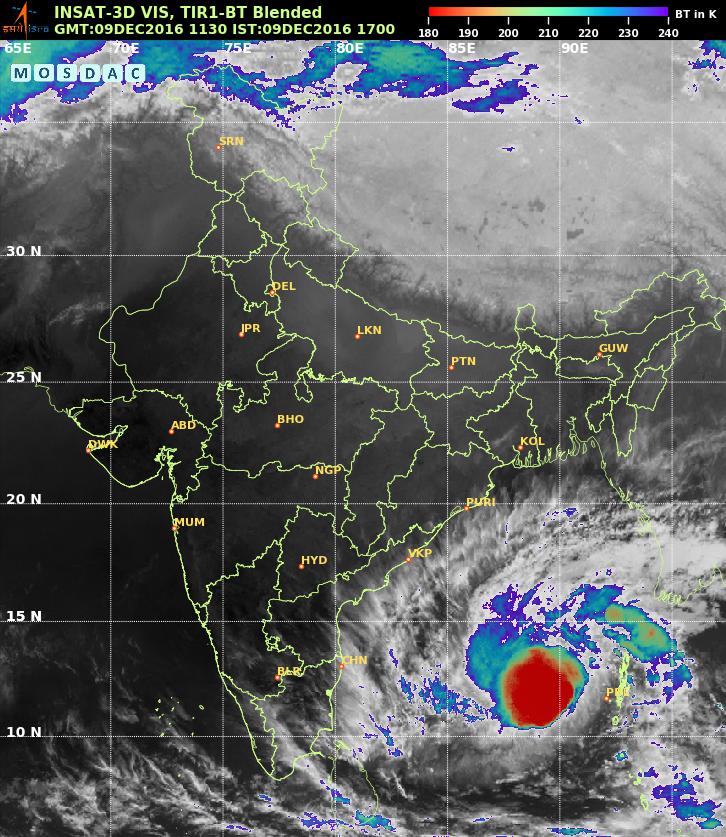 INSAT-3D VIS, TIR1-BT Blended
GMT:09DEC2016 1130 IST:09DEC2016 1700
BT in K
180 190 200 210 220 230 240
65E 70E 75E 80E 85E 90E
MOSDAC
SRN
30 N
DEL
JPR
LKN
GUW
PTN
25 N
ABD
BHO
DWK
KOL
NGP
20 N
PURI
MUM
VKP
HYD
15 N
CHN
BLR
10 N